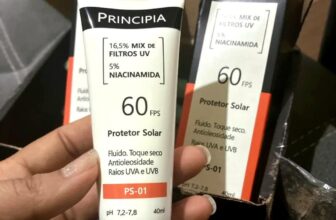 PRINCIPIA
16,5% MIX DE
FILTROS UV
5%
NIACINAMIDA
60
FPS
Protetor Solar
Fluido. Toque seco.
Antioleosidade
Raios UVA e UVB
PS-01
pH 7,2-7,8
40ml
PRINCIPIA
16,5% MIX DE
FILTROS UV
5%
NIACINAMIDA
60
FPS
Protetor Solar
Fluido. Toque seco.
Antioleosidade
Raios UVA e UVB
40ml